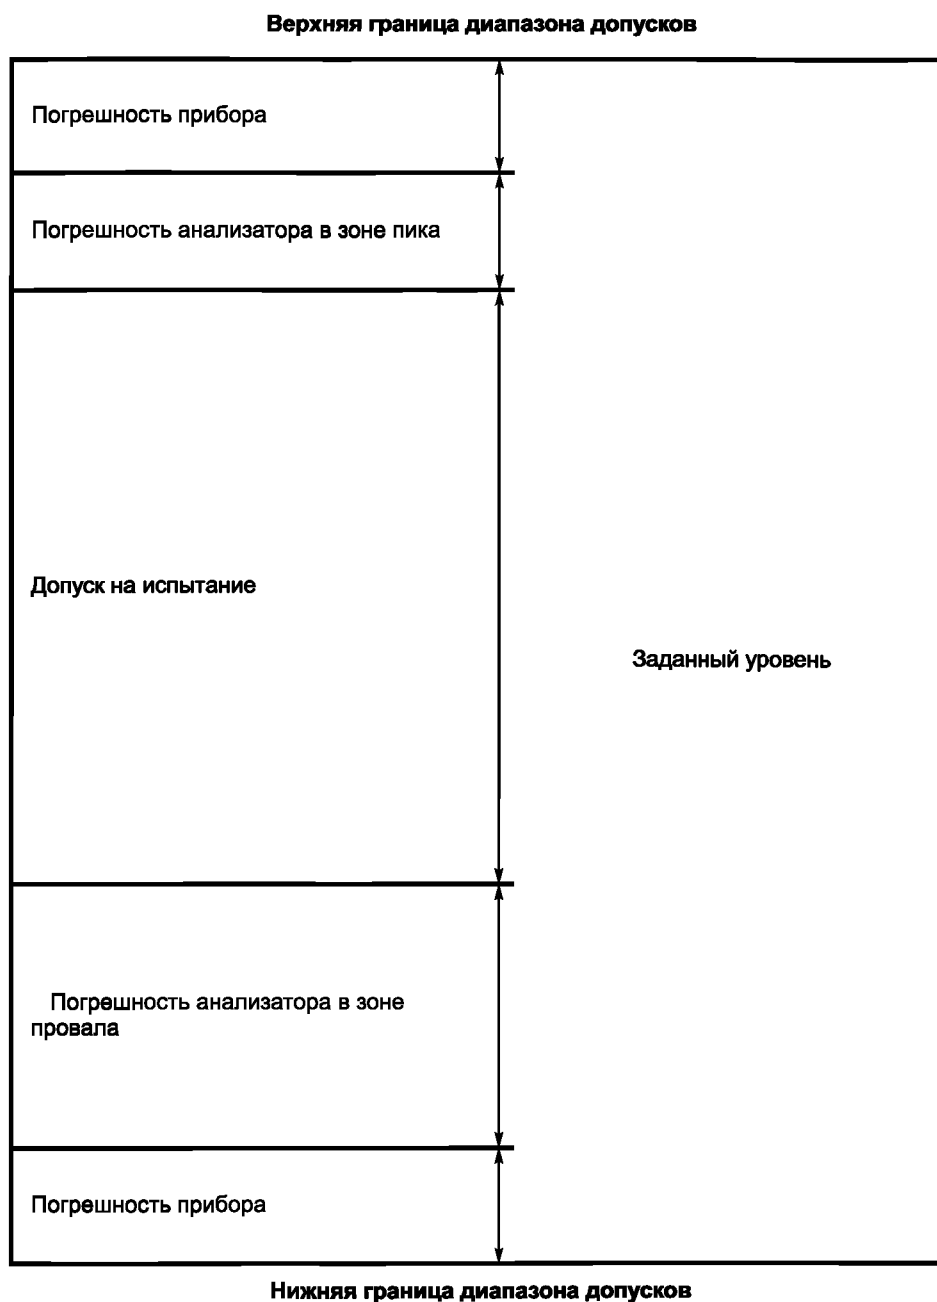 Верхняя граница диапазона допусков
Погрешность прибора
Погрешность анализатора в зоне пика
Допуск на испытание
Заданный уровень
Погрешность анализатора в зоне
провала
Погрешность прибора
Нижняя граница диапазона допусков